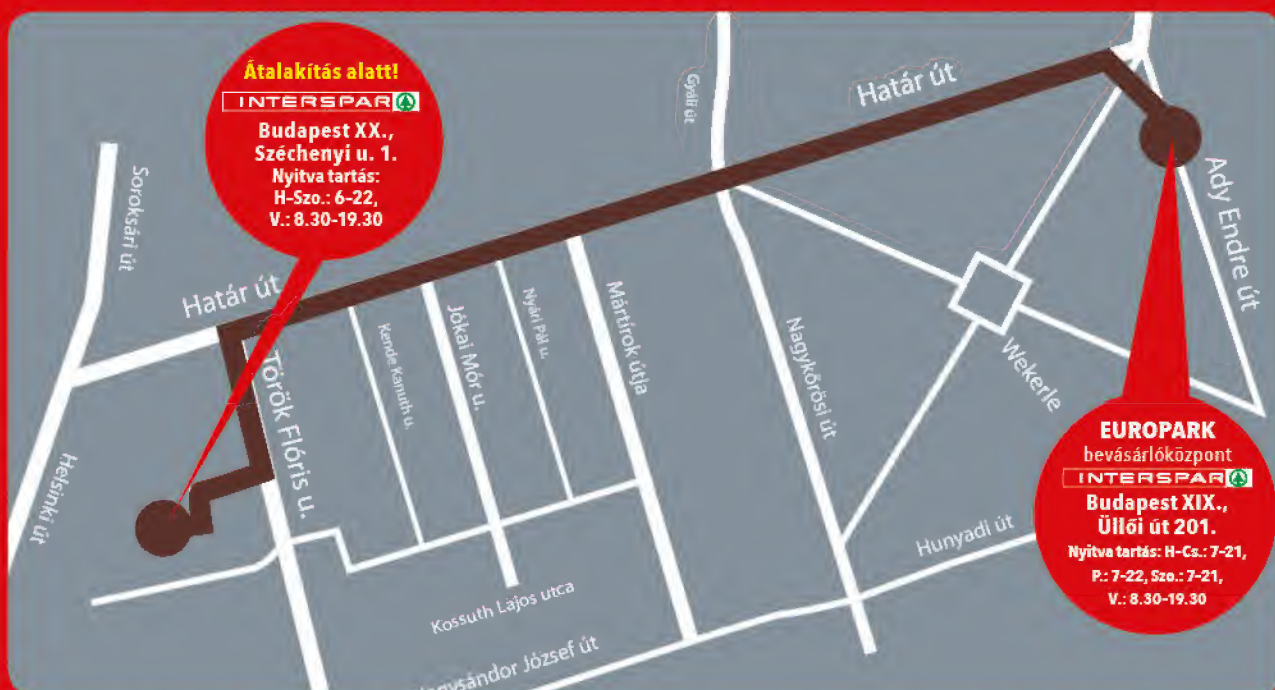 Átalakítás alatt!
INTERSPAR
Budapest XX.,
Széchenyi u. 1.
Nyitva tartás:
H-Szo.: 6-22,
V.: 8.30-19.30
Határ út
Gyáli út
Soroksári út
Határ út
Ady Endre út
Török Flóris u.
Kende Kanuth u.
Jókai Mór u.
Nyári Pál u.
Mártírok útja
Nagykőrösi út
Wekerle
Helsinki út
EUROPARK
bevásárlóközpont
INTERSPAR
Budapest XIX.,
Üllői út 201.
Nyitva tartás: H-Cs.: 7-21,
P.: 7-22, Szo.: 7-21,
V.: 8.30-19.30
Hunyadi út
Kossuth Lajos utca
József út